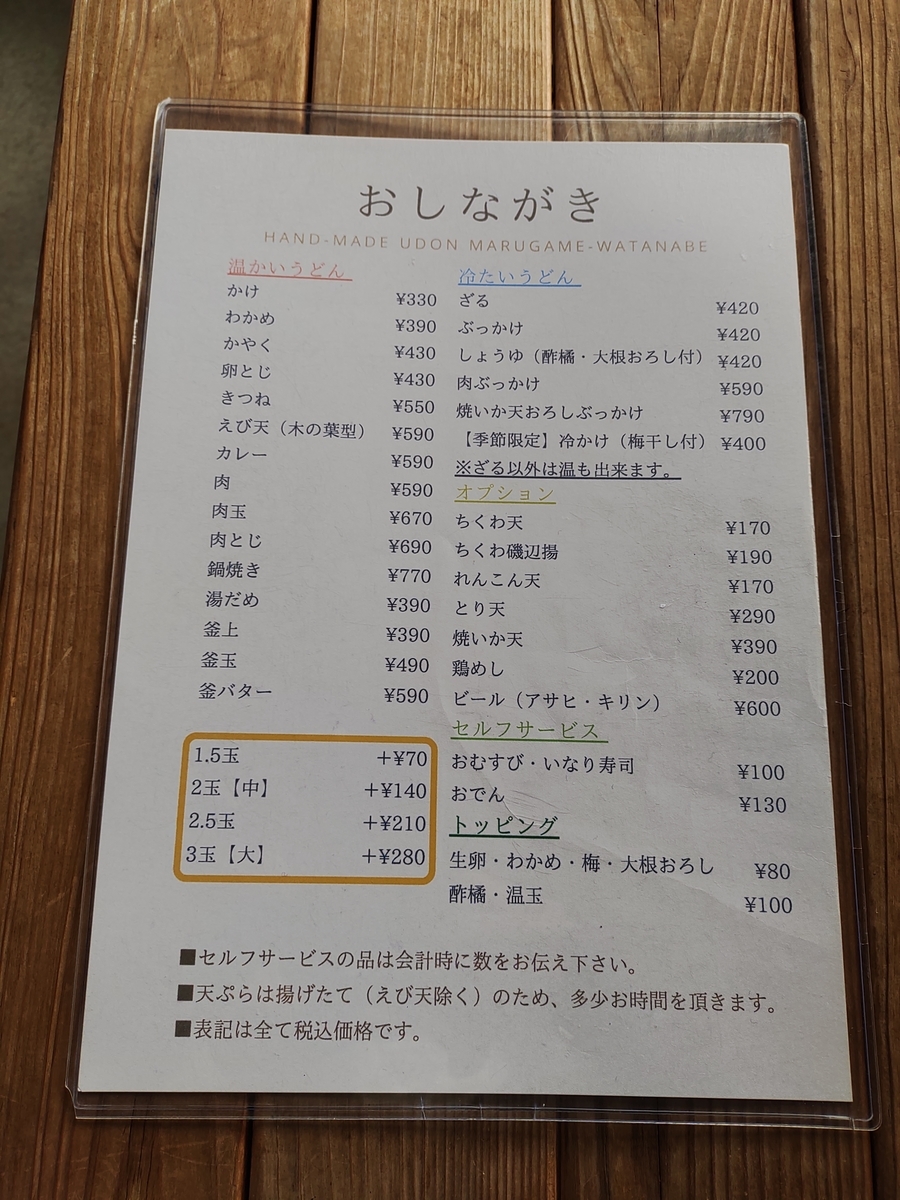 おしながき
HAND-MADE UDON MARUGAME-WATANABE
温かいうどん
かけ ¥330
わかめ ¥390
かやく ¥430
卵とじ ¥430
きつね ¥550
えび天（木の葉型） ¥590
カレー ¥590
肉 ¥590
肉玉 ¥670
肉とじ ¥690
鍋焼き ¥770
湯だめ ¥390
釜上 ¥390
釜玉 ¥490
釜バター ¥590
1.5玉 +¥70
2玉【中】 +¥140
2.5玉 +¥210
3玉【大】 +¥280
冷たいうどん
ざる ¥420
ぶっかけ ¥420
しょうゆ（酢橘・大根おろし付） ¥420
肉ぶっかけ ¥590
焼いか天おろしぶっかけ ¥790
【季節限定】冷かけ（梅干し付） ¥400
※ざる以外は温も出来ます。
オプション
ちくわ天 ¥170
ちくわ磯辺揚 ¥190
れんこん天 ¥170
とり天 ¥290
焼いか天 ¥390
鶏めし ¥200
ビール（アサヒ・キリン） ¥600
セルフサービス
おむすび・いなり寿司 ¥100
おでん ¥130
トッピング
生卵・わかめ・梅・大根おろし ¥80
酢橘・温玉 ¥100
■セルフサービスの品は会計時に数をお伝え下さい。
■天ぷらは揚げたて（えび天除く）のため、多少お時間を頂きます。
■表記は全て税込価格です。